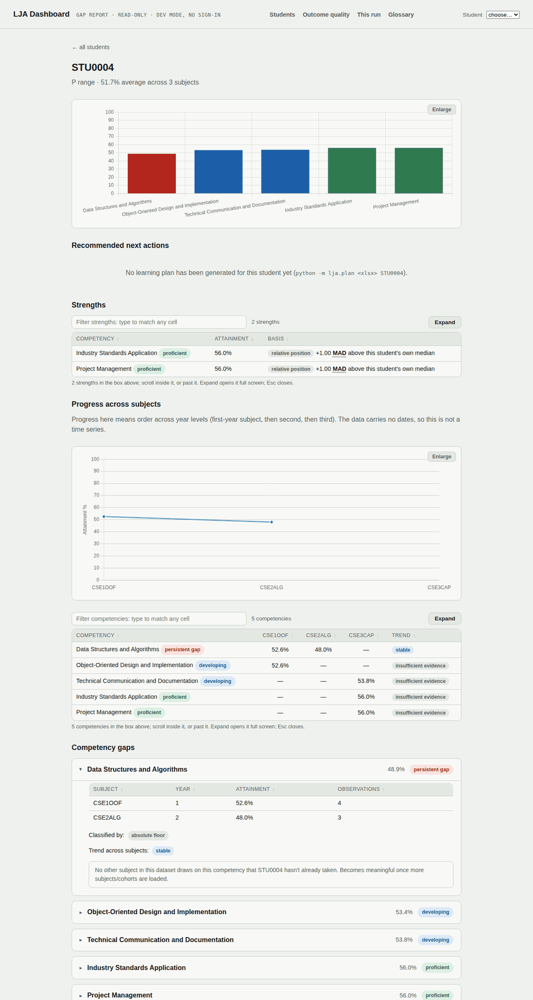 LJA Dashboard GAP REPORT · READ-ONLY · DEV MODE, NO SIGN-IN Students Outcome quality This run Glossary Student choose...
← all students
STU0004
P range · 51.7% average across 3 subjects
Enlarge
100
90
80
70
60
50
40
30
20
10
0
Data Structures and Algorithms
Object-Oriented Design and Implementation
Technical Communication and Documentation
Industry Standards Application
Project Management
Recommended next actions
No learning plan has been generated for this student yet (python -m lja.plan <xlsx> STU0004).
Strengths
Filter strengths: type to match any cell 2 strengths Expand
COMPETENCY ↕ ATTAINMENT ↓ BASIS ↕
Industry Standards Application proficient 56.0% relative position +1.00 MAD above this student's own median
Project Management proficient 56.0% relative position +1.00 MAD above this student's own median
2 strengths in the box above; scroll inside it, or past it. Expand opens it full screen; Esc closes.
Progress across subjects
Progress here means order across year levels (first-year subject, then second, then third). The data carries no dates, so this is not a
time series.
Enlarge
Attainment %
100
90
80
70
60
50
40
30
20
10
0
CSE1OOF CSE2ALG CSE3CAP
Filter competencies: type to match any cell 5 competencies Expand
COMPETENCY ↕ CSE1OOF ↕ CSE2ALG ↕ CSE3CAP ↕ TREND ↕
Data Structures and Algorithms persistent gap 52.6% 48.0% — stable
Object-Oriented Design and Implementation developing 52.6% — — insufficient evidence
Technical Communication and Documentation developing — — 53.8% insufficient evidence
Industry Standards Application proficient — — 56.0% insufficient evidence
Project Management proficient — — 56.0% insufficient evidence
5 competencies in the box above; scroll inside it, or past it. Expand opens it full screen; Esc closes.
Competency gaps
▼ Data Structures and Algorithms 48.9% persistent gap
SUBJECT ↕ YEAR ↕ ATTAINMENT ↕ OBSERVATIONS ↕
CSE1OOF 1 52.6% 4
CSE2ALG 2 48.0% 3
Classified by: absolute floor
Trend across subjects: stable
No other subject in this dataset draws on this competency that STU0004 hasn't already taken. Becomes meaningful once more
subjects/cohorts are loaded.
► Object-Oriented Design and Implementation 53.4% developing
► Technical Communication and Documentation 53.8% developing
► Industry Standards Application 56.0% proficient
► Project Management 56.0% proficient